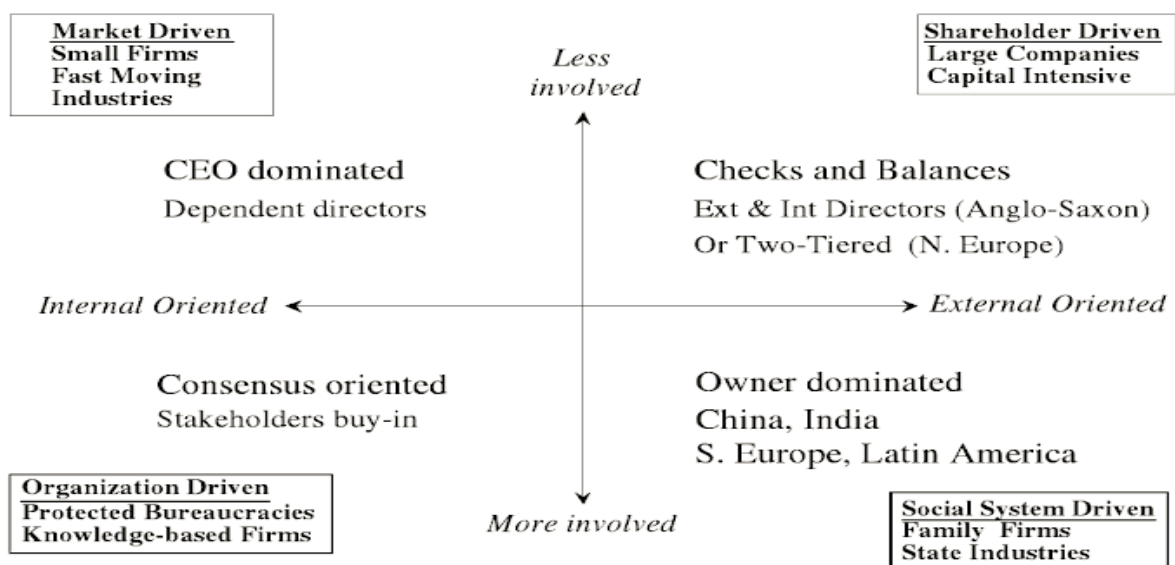 Market Driven
Small Firms
Fast Moving
Industries
Shareholder Driven
Large Companies
Capital Intensive
Less
involved
CEO dominated
Dependent directors
Checks and Balances
Ext & Int Directors (Anglo-Saxon)
Or Two-Tiered (N. Europe)
Internal Oriented
External Oriented
Consensus oriented
Stakeholders buy-in
Owner dominated
China, India
S. Europe, Latin America
Organization Driven
Protected Bureaucracies
Knowledge-based Firms
More involved
Social System Driven
Family Firms
State Industries